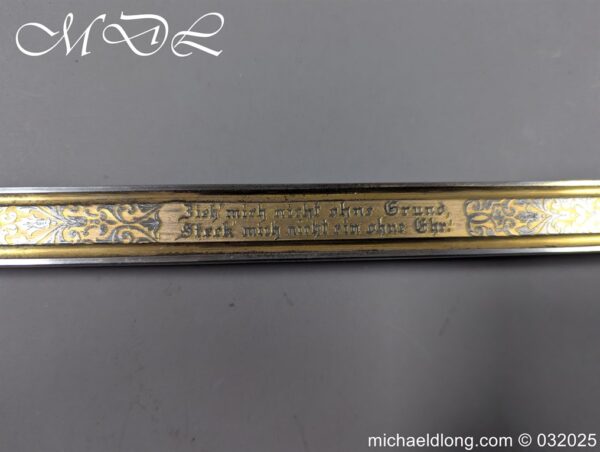 MDL
Zieh mich nicht ohne Grund,
Steck mich nicht ein ohne Ehr!
michaeldlong.com © 032025